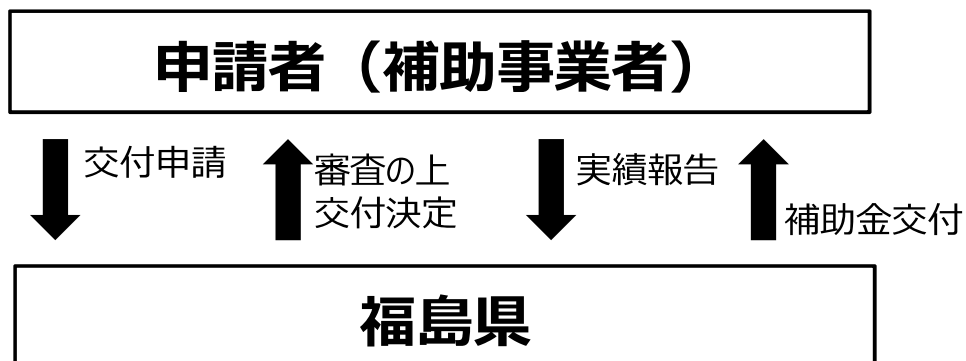 申請者（補助事業者）
交付申請
審査の上
交付決定
実績報告
補助金交付
福島県